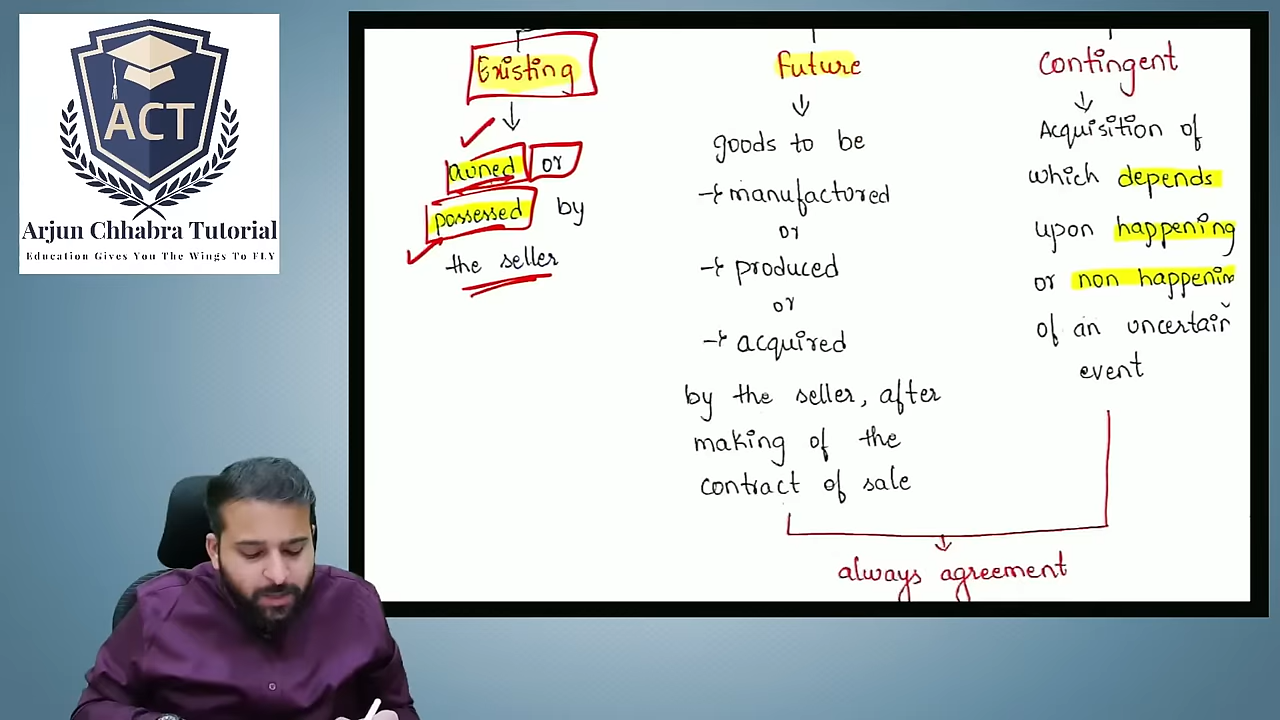 ACT
Arjun Chhabra Tutorial
Education Gives You The Wings To FLY
Existing
owned or
possessed by
the seller
Future
goods to be
→ manufactured
or
→ produced
or
→ acquired
by the seller, after
making of the
contract of sale
Contingent
Acquisition of
which depends
upon happening
or non happenin
of an uncertain
event
always agreement